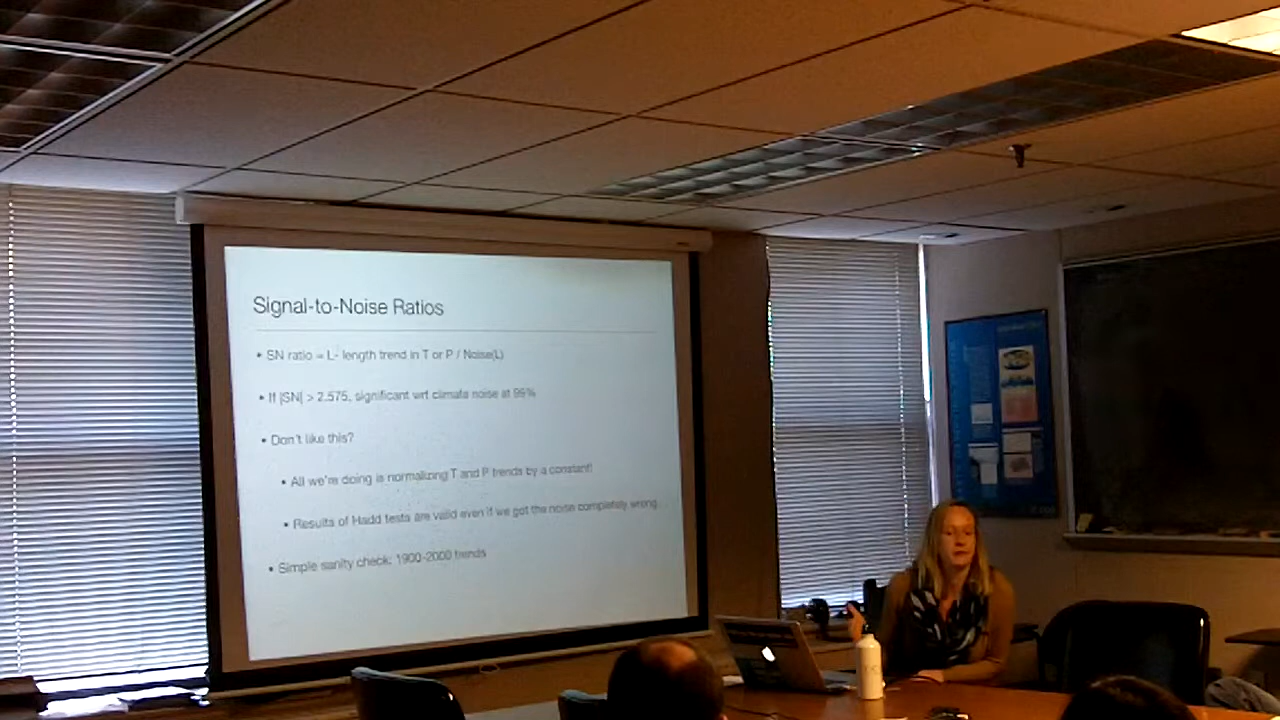 Signal-to-Noise Ratios
• SN ratio = L- length trend in T or P / Noise(L)
• If |SN| > 2.575, significant wrt climate noise at 99%
• Don't like this?
• All we're doing is normalizing T and P trends by a constant!
• Results of Hadd tests are valid even if we got the noise completely wrong
• Simple sanity check: 1900-2000 trends